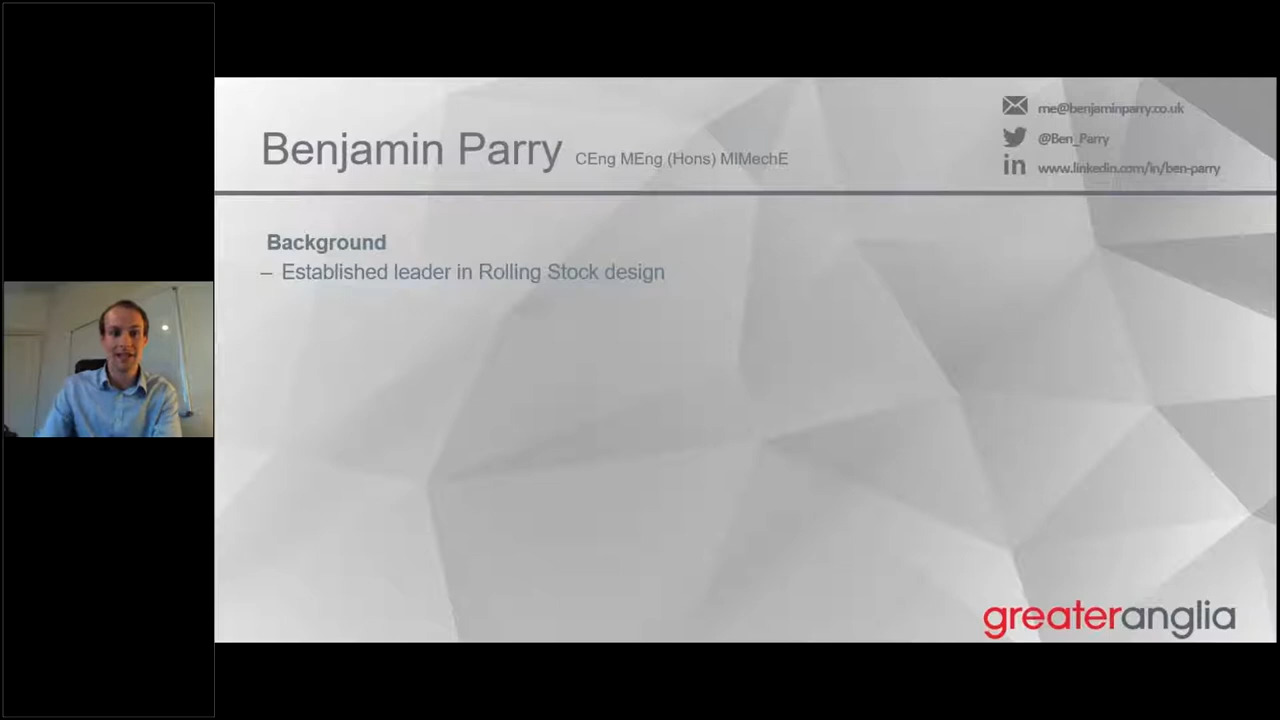 Benjamin Parry CEng MEng (Hons) MIMechE
me@benjaminparry.co.uk
@Ben_Parry
www.linkedin.com/in/ben-parry
Background
– Established leader in Rolling Stock design
greateranglia